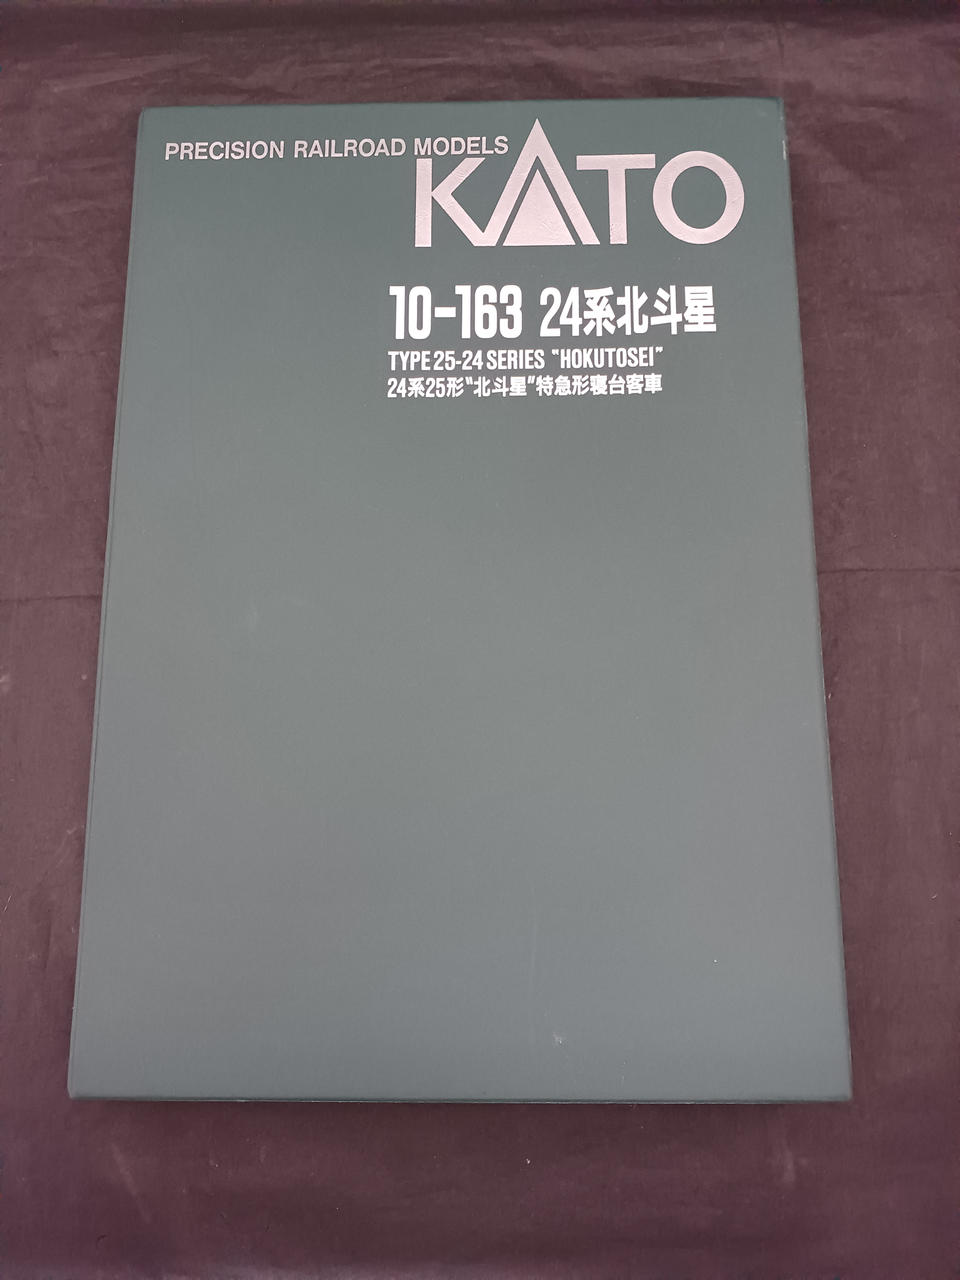 PRECISION RAILROAD MODELS
KATO
10-163 24系北斗星
TYPE 25-24 SERIES "HOKUTOSEI"
24系25形"北斗星"特急形寝台客車